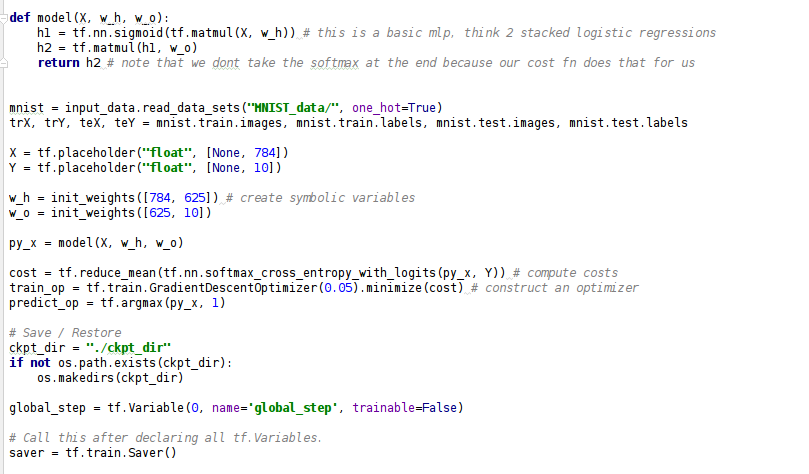 def model(X, w_h, w_o):
    h1 = tf.nn.sigmoid(tf.matmul(X, w_h)) # this is a basic mlp, think 2 stacked logistic regressions
    h2 = tf.matmul(h1, w_o)
    return h2 # note that we dont take the softmax at the end because our cost fn does that for us
mnist = input_data.read_data_sets("MNIST_data/", one_hot=True)
trX, trY, teX, teY = mnist.train.images, mnist.train.labels, mnist.test.images, mnist.test.labels
X = tf.placeholder("float", [None, 784])
Y = tf.placeholder("float", [None, 10])
w_h = init_weights([784, 625]) # create symbolic variables
w_o = init_weights([625, 10])
py_x = model(X, w_h, w_o)
cost = tf.reduce_mean(tf.nn.softmax_cross_entropy_with_logits(py_x, Y)) # compute costs
train_op = tf.train.GradientDescentOptimizer(0.05).minimize(cost) # construct an optimizer
predict_op = tf.argmax(py_x, 1)
# Save / Restore
ckpt_dir = "./ckpt_dir"
if not os.path.exists(ckpt_dir):
    os.makedirs(ckpt_dir)
global_step = tf.Variable(0, name='global_step', trainable=False)
# Call this after declaring all tf.Variables.
saver = tf.train.Saver()